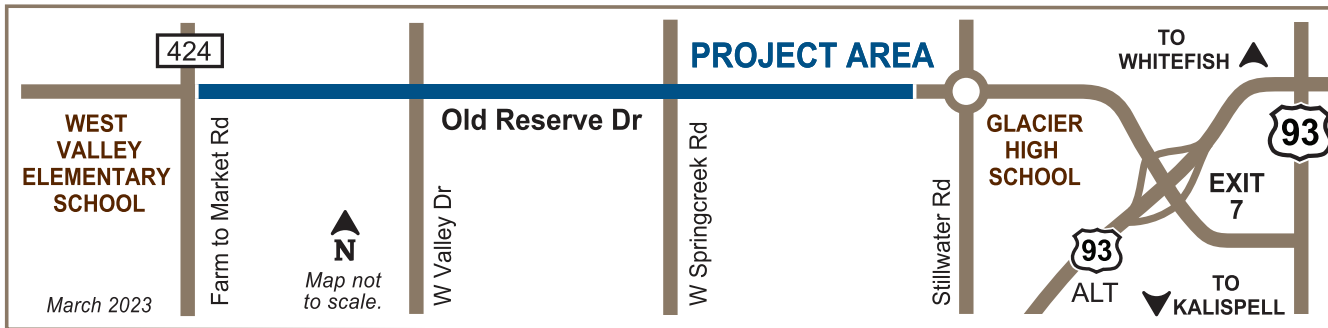 424
PROJECT AREA
TO
WHITEFISH
93
Old Reserve Dr
WEST
VALLEY
ELEMENTARY
SCHOOL
Farm to Market Rd
W Valley Dr
W Springcreek Rd
Stillwater Rd
GLACIER
HIGH
SCHOOL
EXIT
7
N
Map not
to scale.
March 2023
93
ALT
TO
KALISPELL